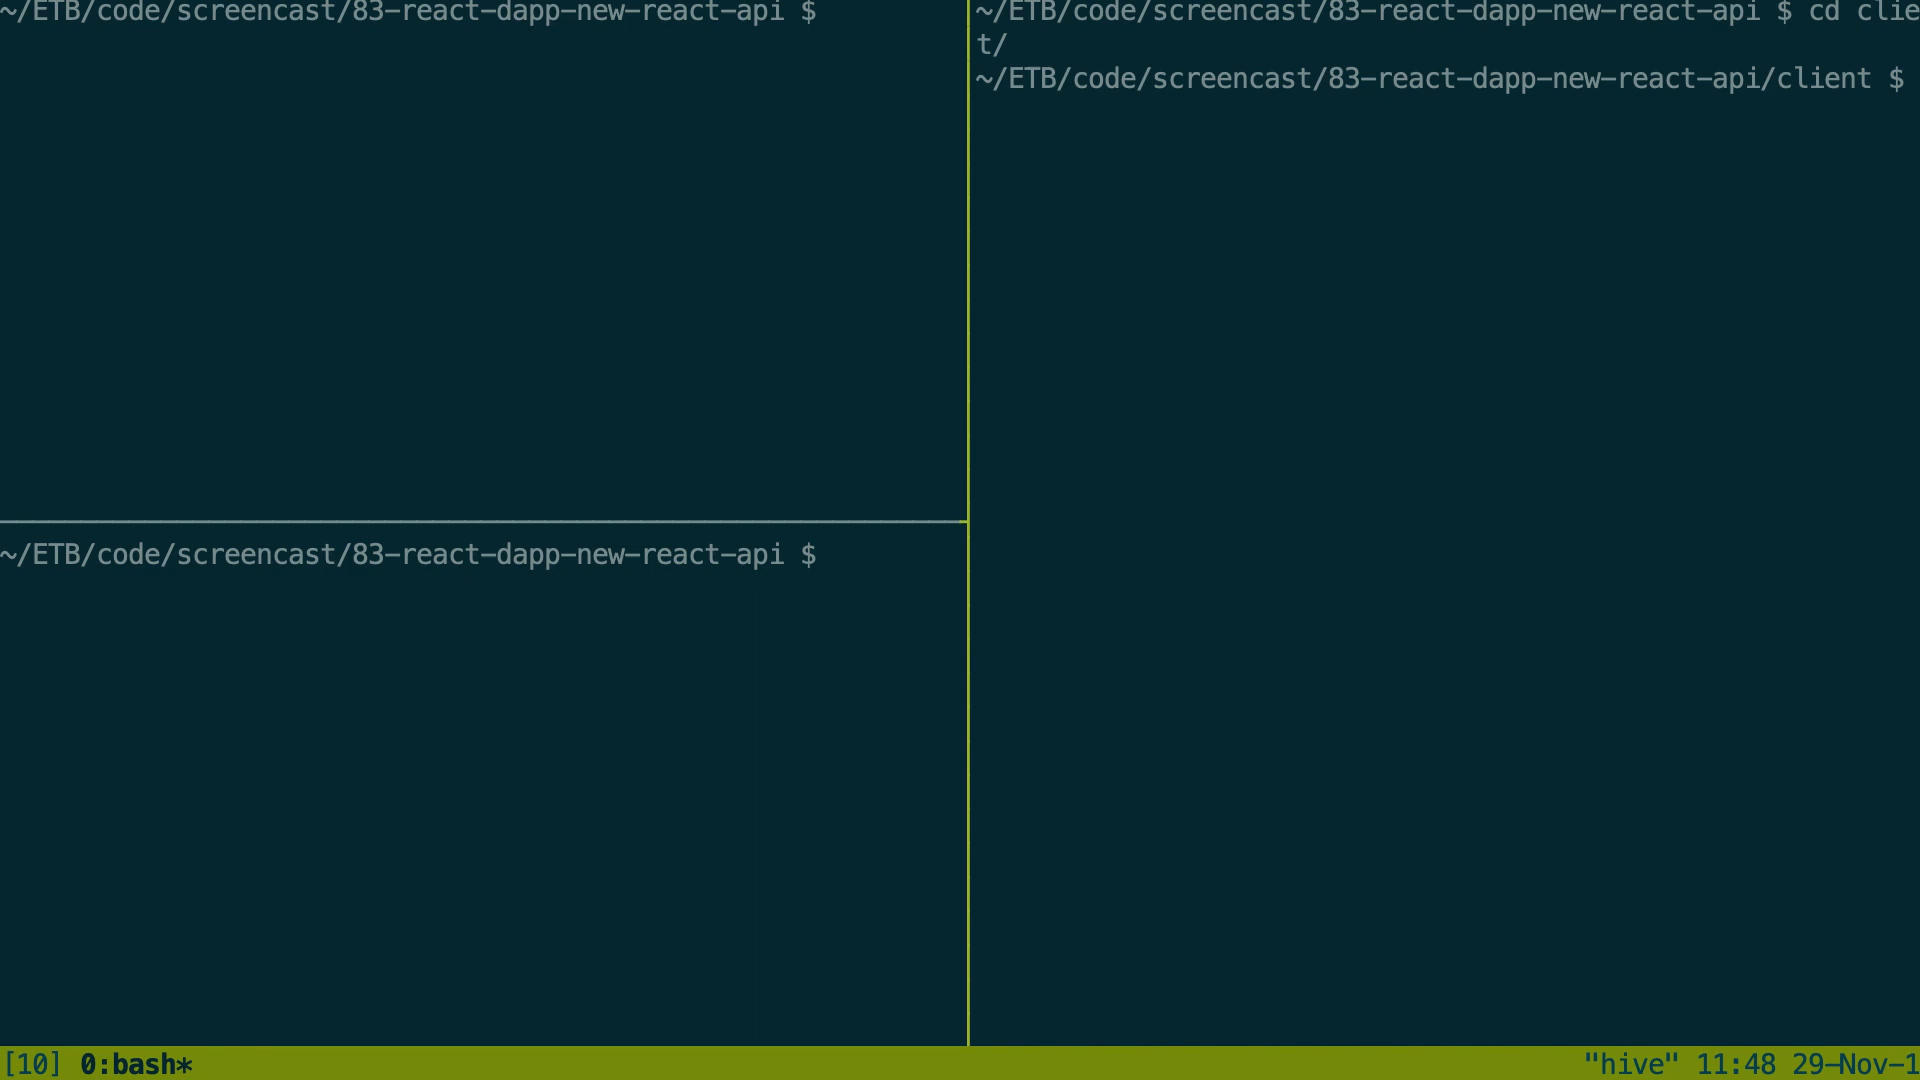 ~/ETB/code/screencast/83-react-dapp-new-react-api $
~/ETB/code/screencast/83-react-dapp-new-react-api $ cd clie
t/
~/ETB/code/screencast/83-react-dapp-new-react-api/client $
~/ETB/code/screencast/83-react-dapp-new-react-api $
[10] 0:bash* "hive" 11:48 29-Nov-1